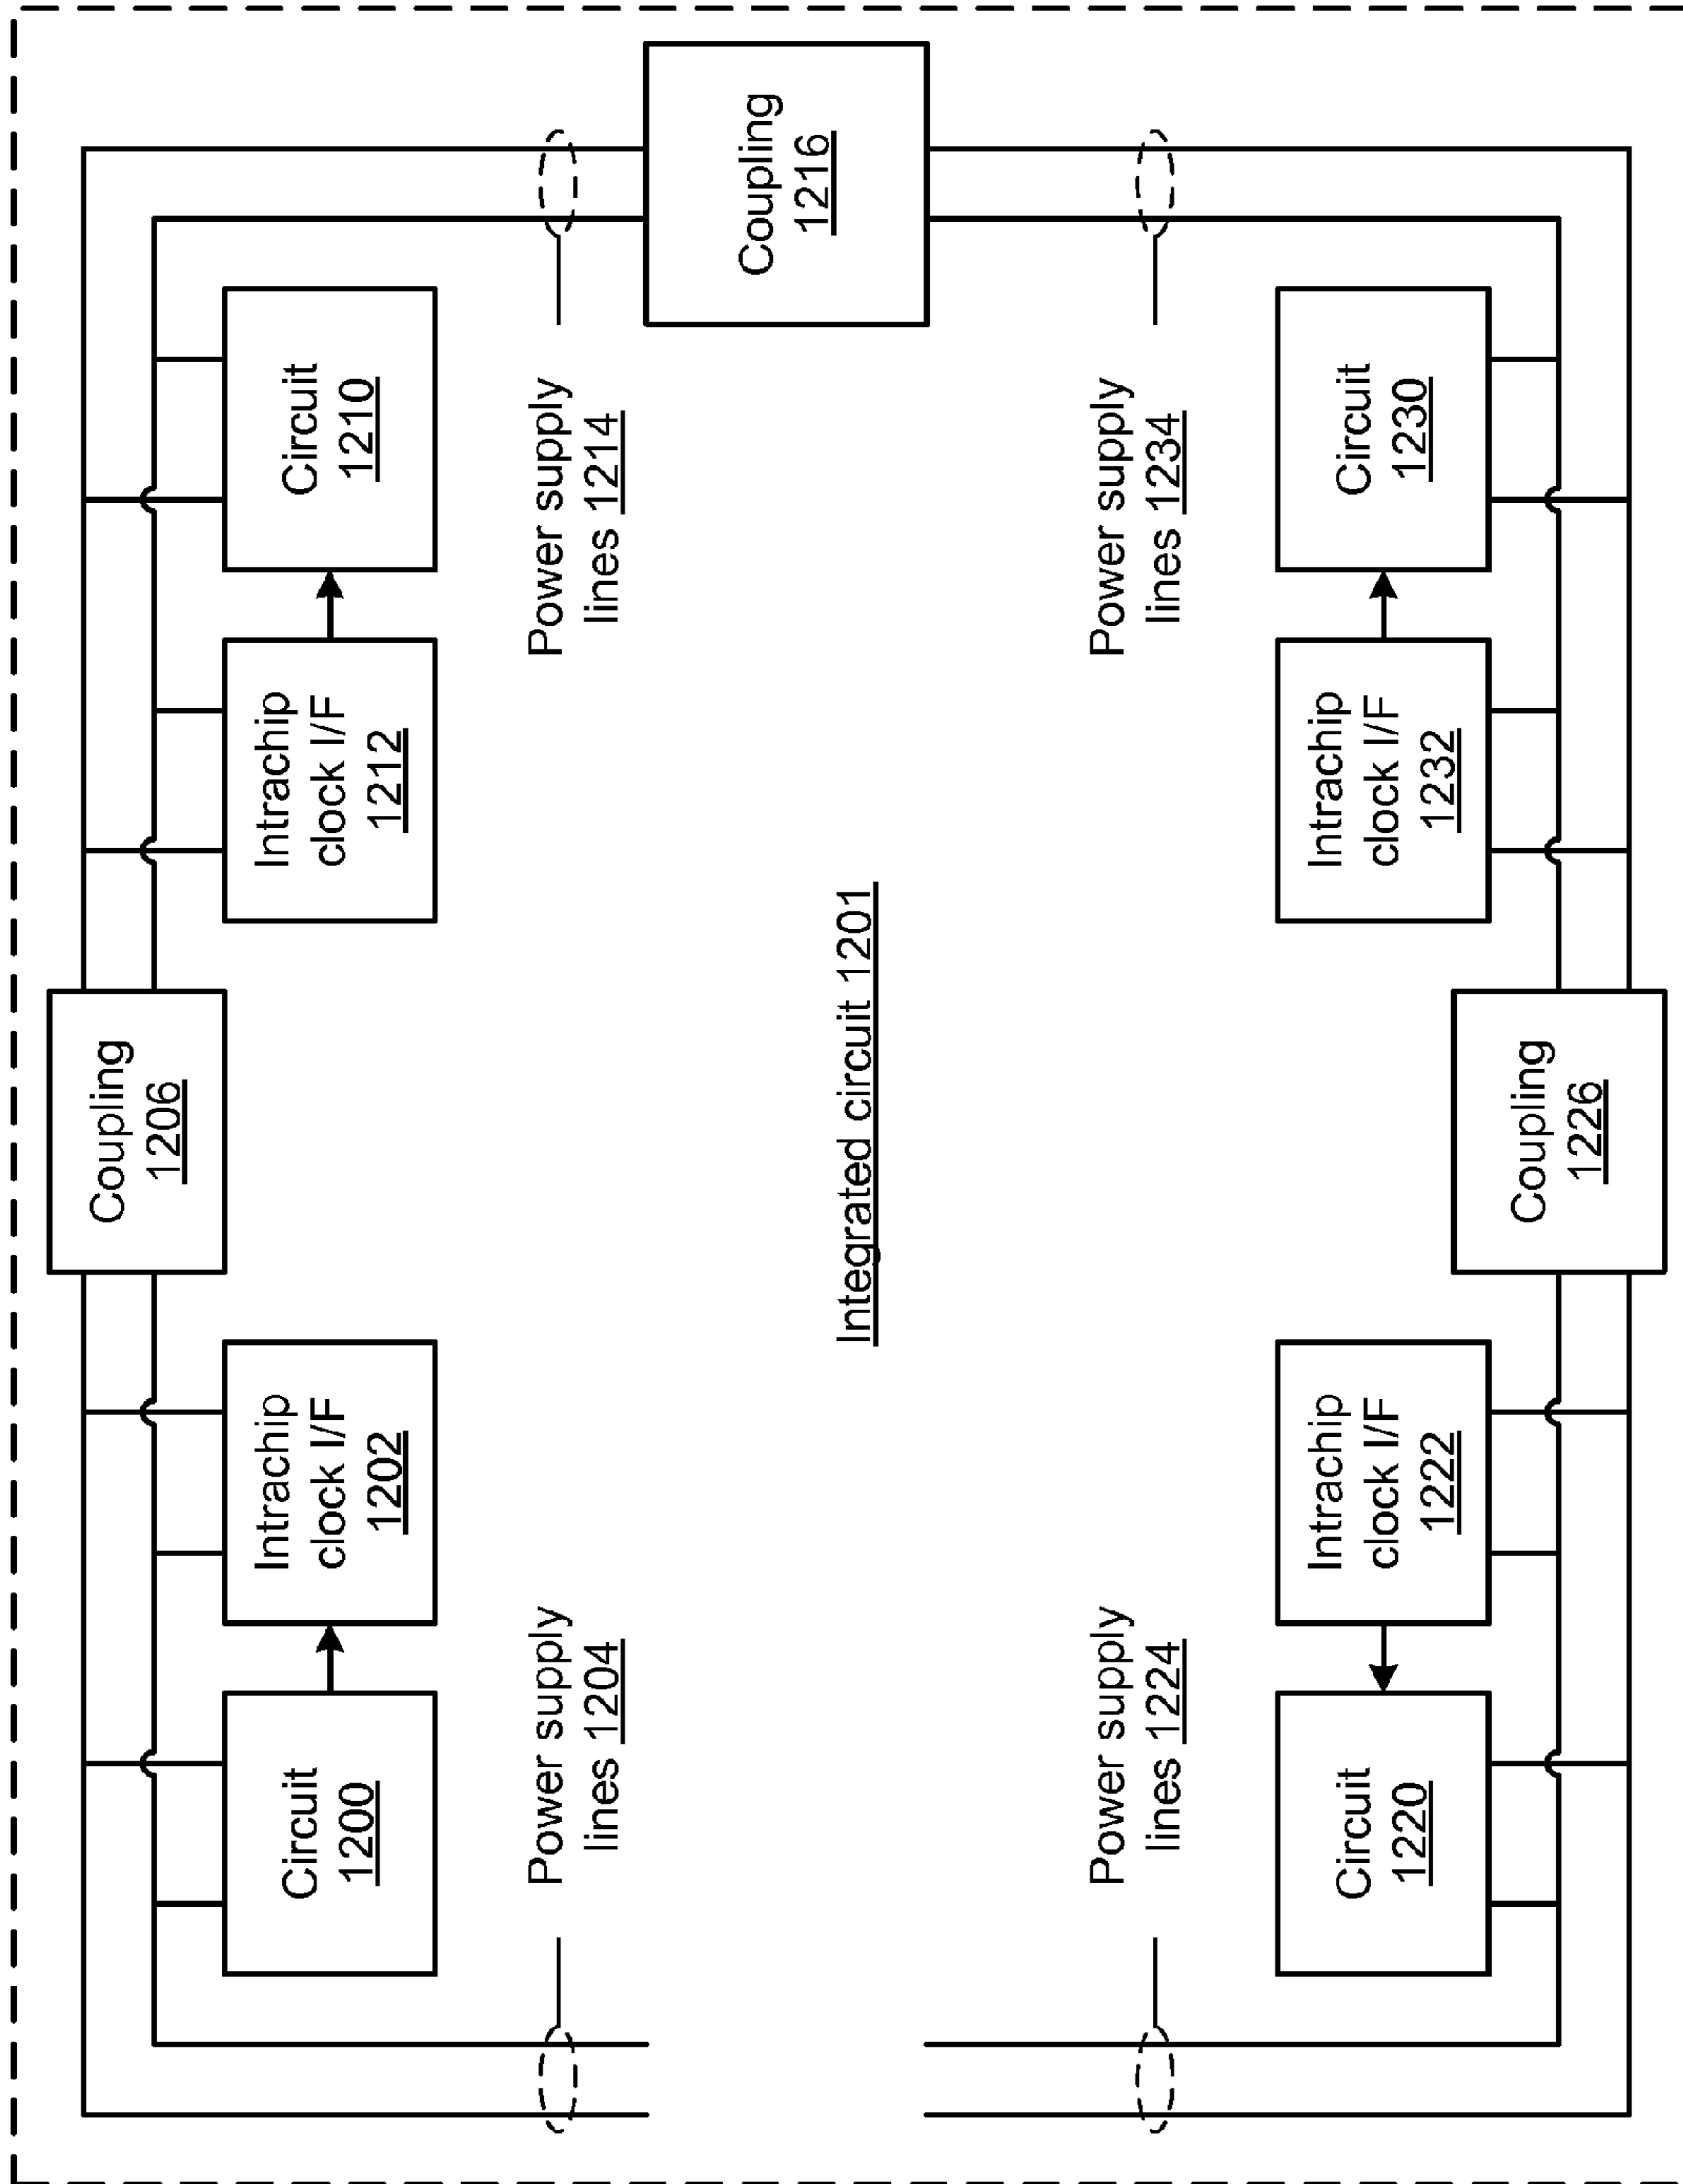 Coupling
1206
Circuit
1200
Intrachip
clock I/F
1202
Intrachip
clock I/F
1212
Circuit
1210
Power supply
lines 1204
Power supply
lines 1214
Coupling
1216
Integrated circuit 1201
Power supply
lines 1224
Power supply
lines 1234
Circuit
1220
Intrachip
clock I/F
1222
Intrachip
clock I/F
1232
Circuit
1230
Coupling
1226